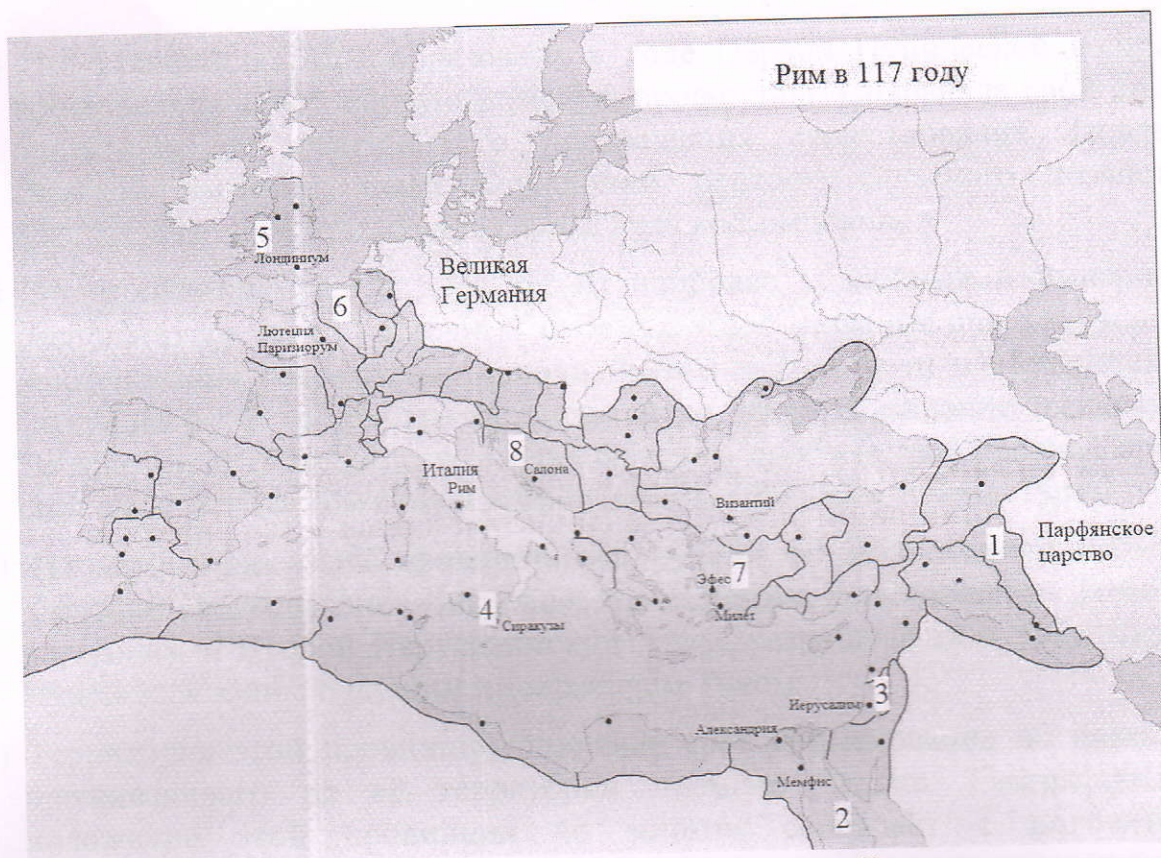 Рим в 117 году
5
Лондиниум
Великая
Германия
6
Лютеция
Паризиорум
8
Италия
Салона
Рим
Византий
1
Парфянское
царство
7
Эфес
4
Милет
Сиракузы
3
Иерусалим
Александрия
Мемфис
2